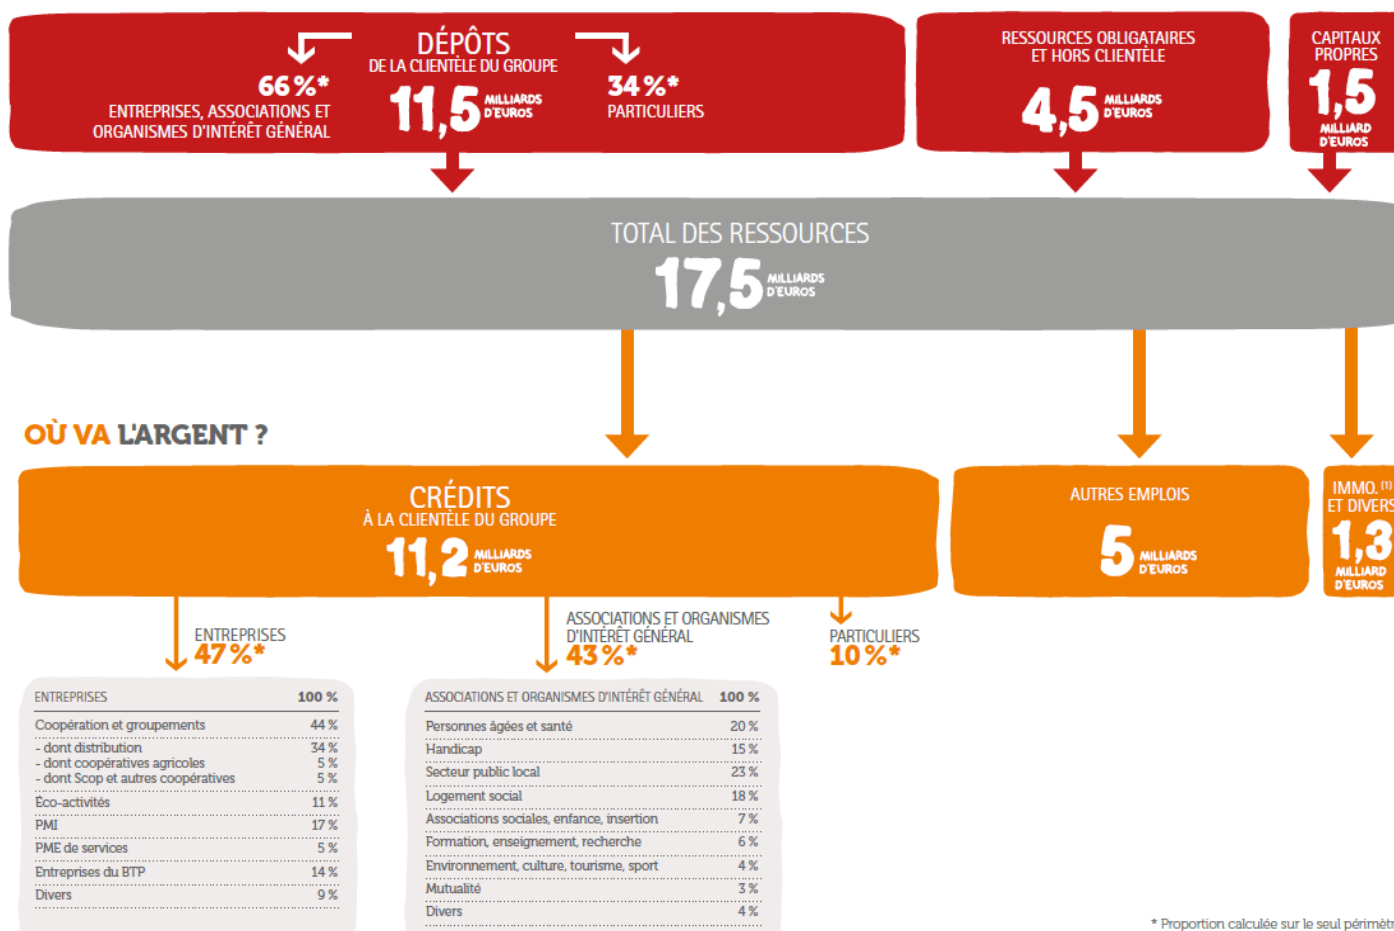 DÉPÔTS
DE LA CLIENTÈLE DU GROUPE
11,5 MILLIARDS
D'EUROS
66 %*
ENTREPRISES, ASSOCIATIONS ET
ORGANISMES D'INTÉRÊT GÉNÉRAL
34 %*
PARTICULIERS
RESSOURCES OBLIGATAIRES
ET HORS CLIENTÈLE
4,5 MILLIARDS
D'EUROS
CAPITAUX
PROPRES
1,5
MILLIARD
D'EUROS
TOTAL DES RESSOURCES
17,5 MILLIARDS
D'EUROS
OÙ VA L'ARGENT ?
CRÉDITS
À LA CLIENTÈLE DU GROUPE
11,2 MILLIARDS
D'EUROS
AUTRES EMPLOIS
5 MILLIARDS
D'EUROS
IMMO. (1)
ET DIVERS
1,3
MILLIARD
D'EUROS
ENTREPRISES
47 %*
ASSOCIATIONS ET ORGANISMES
D'INTÉRÊT GÉNÉRAL
43 %*
PARTICULIERS
10 %*
ENTREPRISES 100 %
Coopération et groupements 44 %
- dont distribution 34 %
- dont coopératives agricoles 5 %
- dont Scop et autres coopératives 5 %
Éco-activités 11 %
PMI 17 %
PME de services 5 %
Entreprises du BTP 14 %
Divers 9 %
ASSOCIATIONS ET ORGANISMES D'INTÉRÊT GÉNÉRAL 100 %
Personnes âgées et santé 20 %
Handicap 15 %
Secteur public local 23 %
Logement social 18 %
Associations sociales, enfance, insertion 7 %
Formation, enseignement, recherche 6 %
Environnement, culture, tourisme, sport 4 %
Mutualité 3 %
Divers 4 %
* Proportion calculée sur le seul périmètr